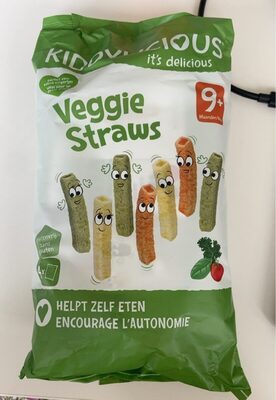 KIDDYLICIOUS
it's delicious
Veggie
Straws
9+
HELPT ZELF ETEN
ENCOURAGE L'AUTONOMIE